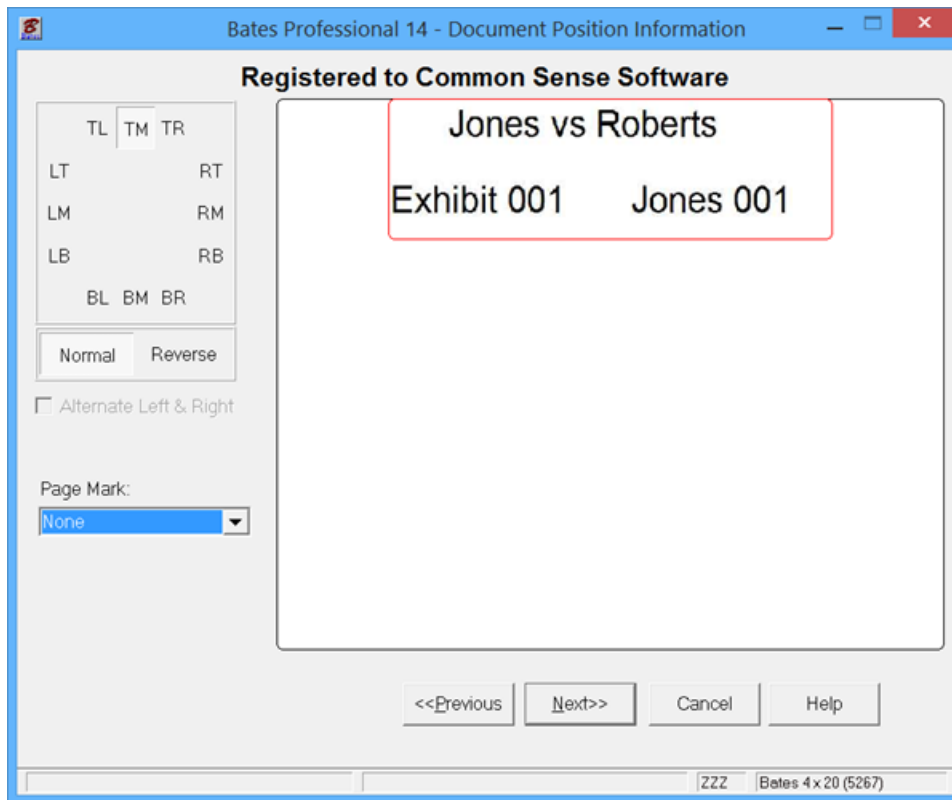 Bates Professional 14 - Document Position Information
Registered to Common Sense Software
TL TM TR
LT RT
LM RM
LB RB
BL BM BR
Normal Reverse
Alternate Left & Right
Page Mark:
None
Jones vs Roberts
Exhibit 001 Jones 001
<<Previous Next>> Cancel Help
ZZZ Bates 4 x 20 (5267)